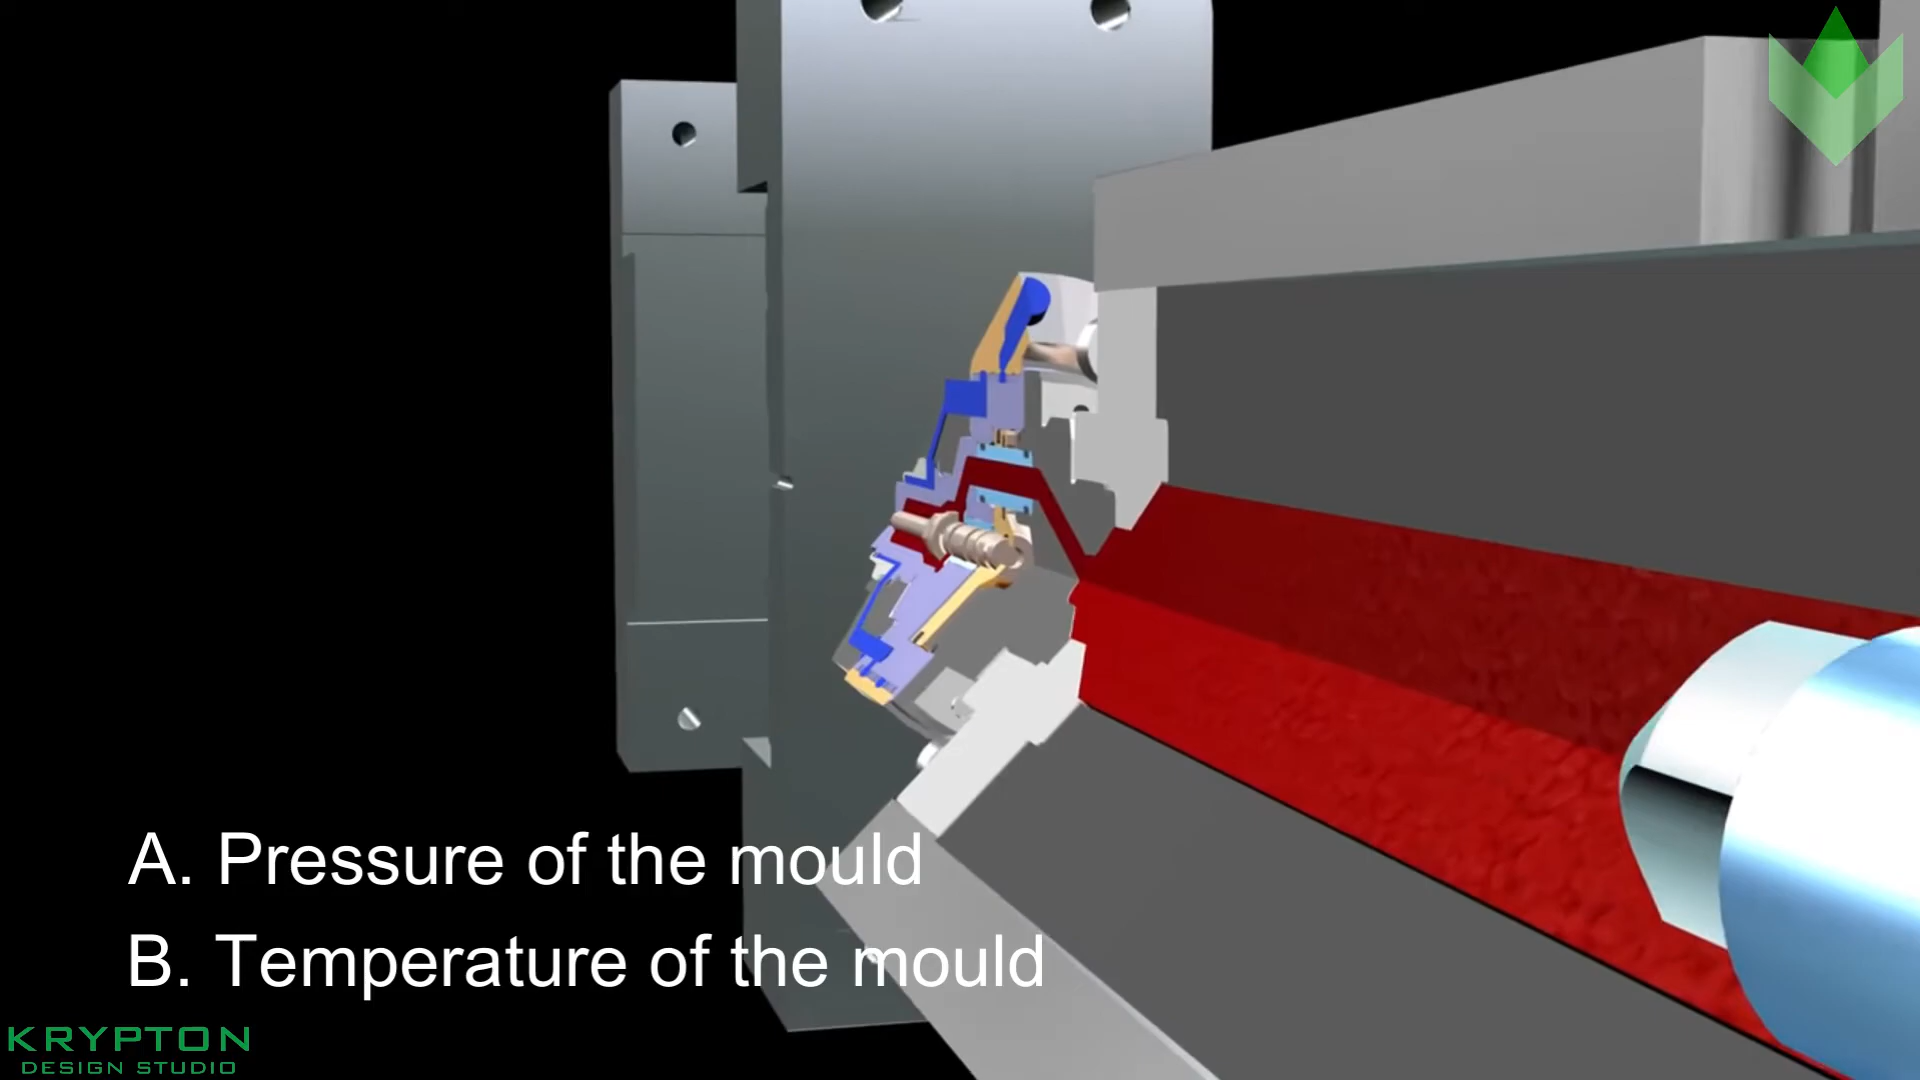 A. Pressure of the mould
B. Temperature of the mould
KRYPTON
DESIGN STUDIO